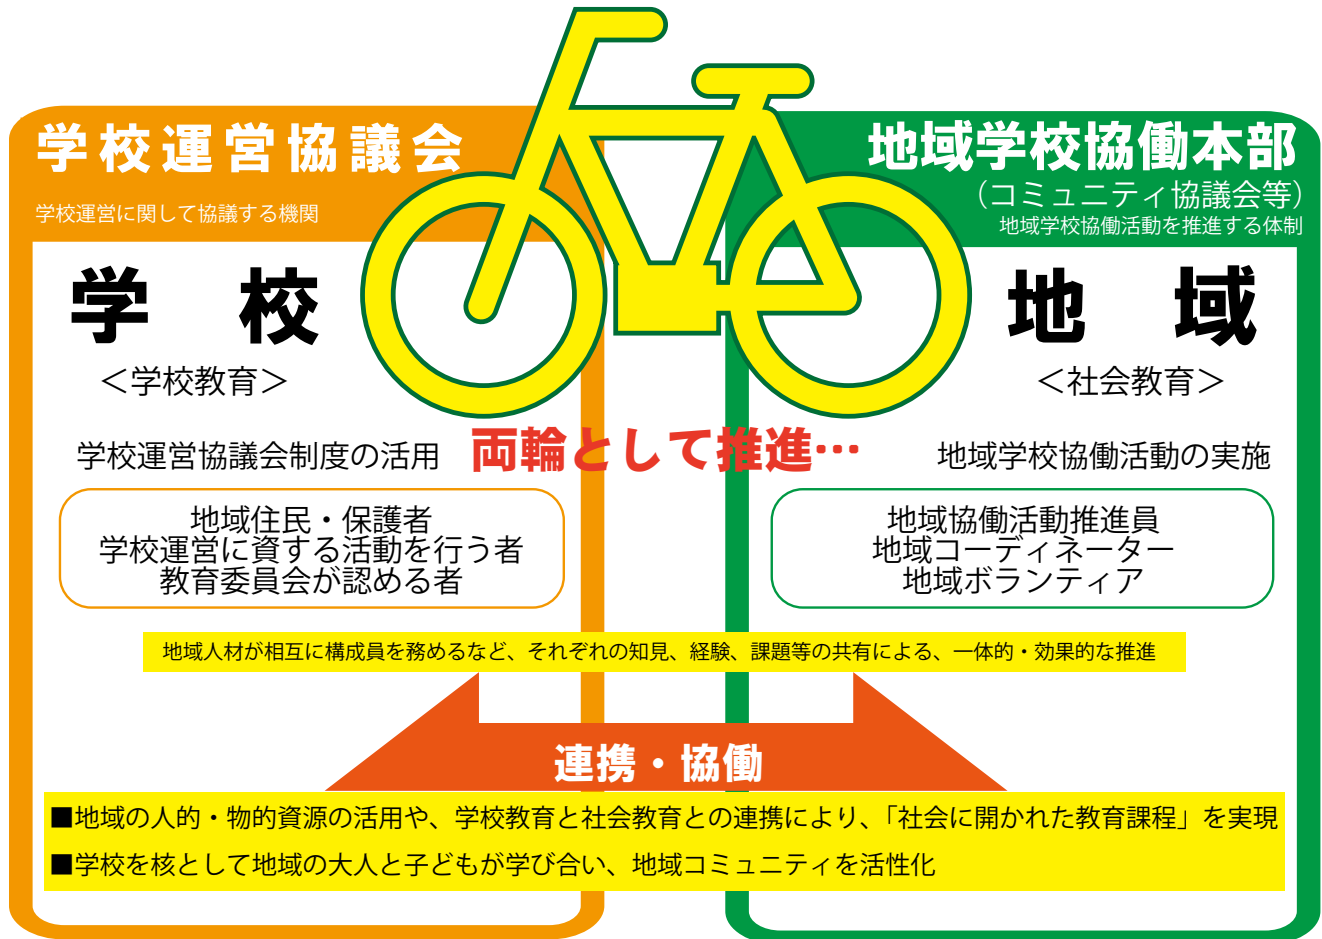 学校運営協議会
学校運営に関して協議する機関
地域学校協働本部
（コミュニティ協議会等）
地域学校協働活動を推進する体制
学校
＜学校教育＞
地域
＜社会教育＞
学校運営協議会制度の活用
両輪として推進…
地域学校協働活動の実施
地域住民・保護者
学校運営に資する活動を行う者
教育委員会が認める者
地域協働活動推進員
地域コーディネーター
地域ボランティア
地域人材が相互に構成員を務めるなど、それぞれの知見、経験、課題等の共有による、一体的・効果的な推進
連携・協働
■地域の人的・物的資源の活用や、学校教育と社会教育との連携により、「社会に開かれた教育課程」を実現
■学校を核として地域の大人と子どもが学び合い、地域コミュニティを活性化